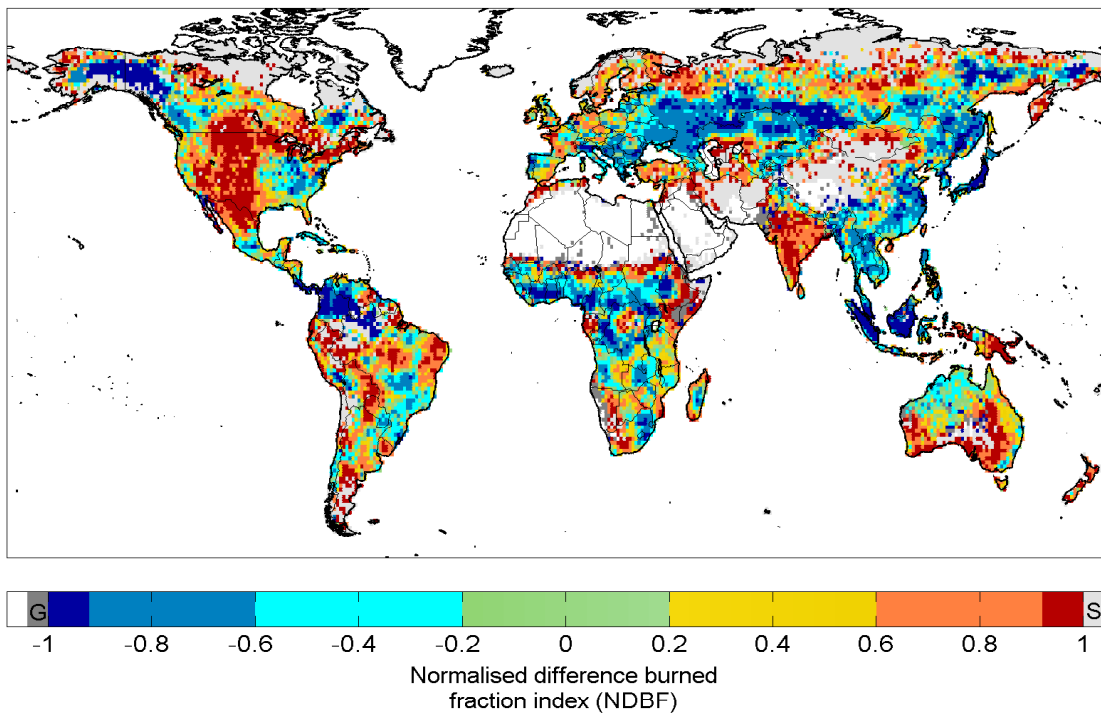 G S
-1 -0.8 -0.6 -0.4 -0.2 0 0.2 0.4 0.6 0.8 1
Normalised difference burned
fraction index (NDBF)